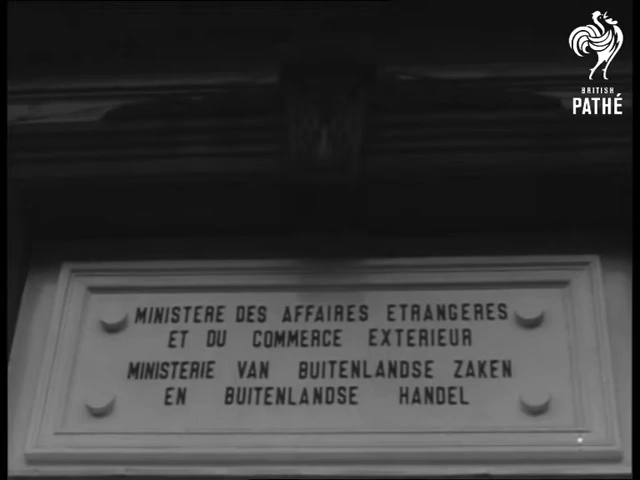 BRITISH
PATHÉ
MINISTERE DES AFFAIRES ETRANGERES
ET DU COMMERCE EXTERIEUR
MINISTERIE VAN BUITENLANDSE ZAKEN
EN BUITENLANDSE HANDEL